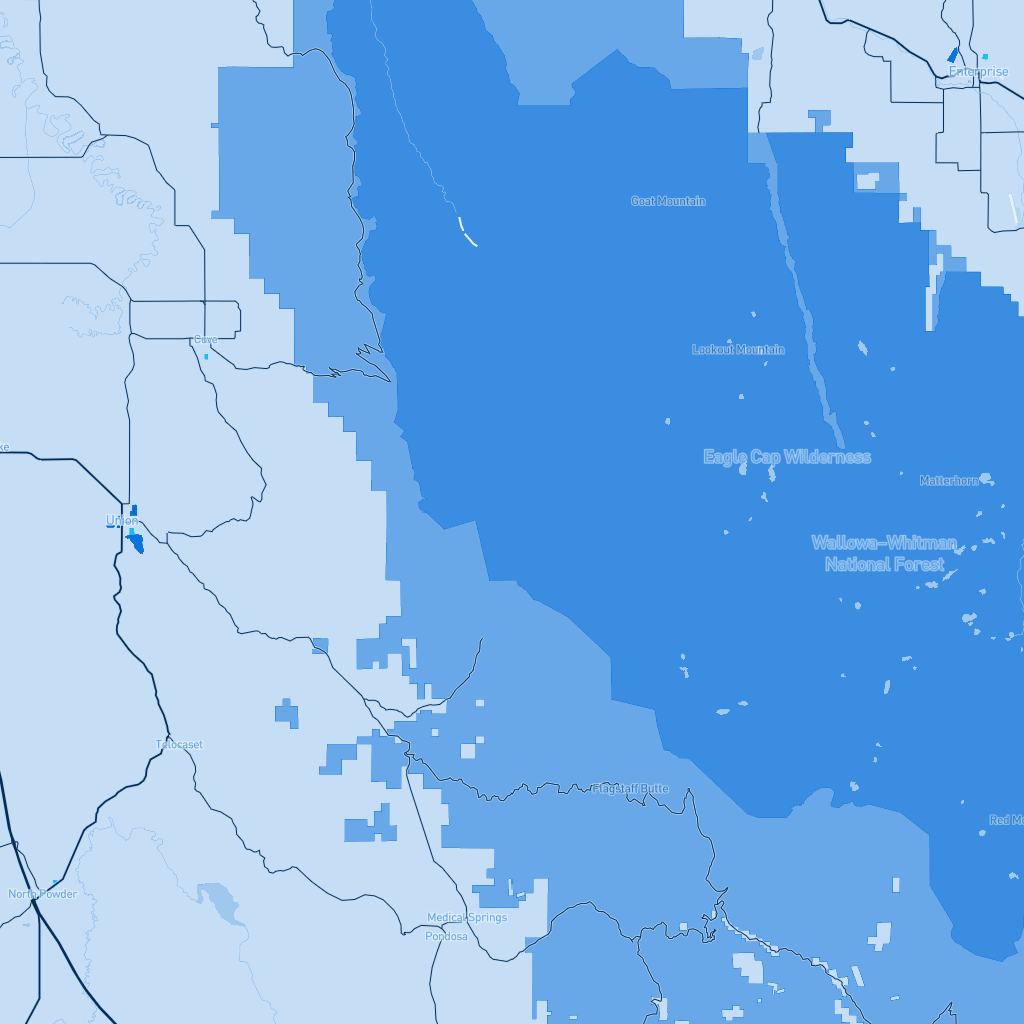 Enterprise
Goat Mountain
Cove
Lookout Mountain
ke
Eagle Cap Wilderness
Matterhorn
Union
Wallowa–Whitman
National Forest
Telocaset
Flagstaff Butte
Red Mo
North Powder
Medical Springs
Pondosa